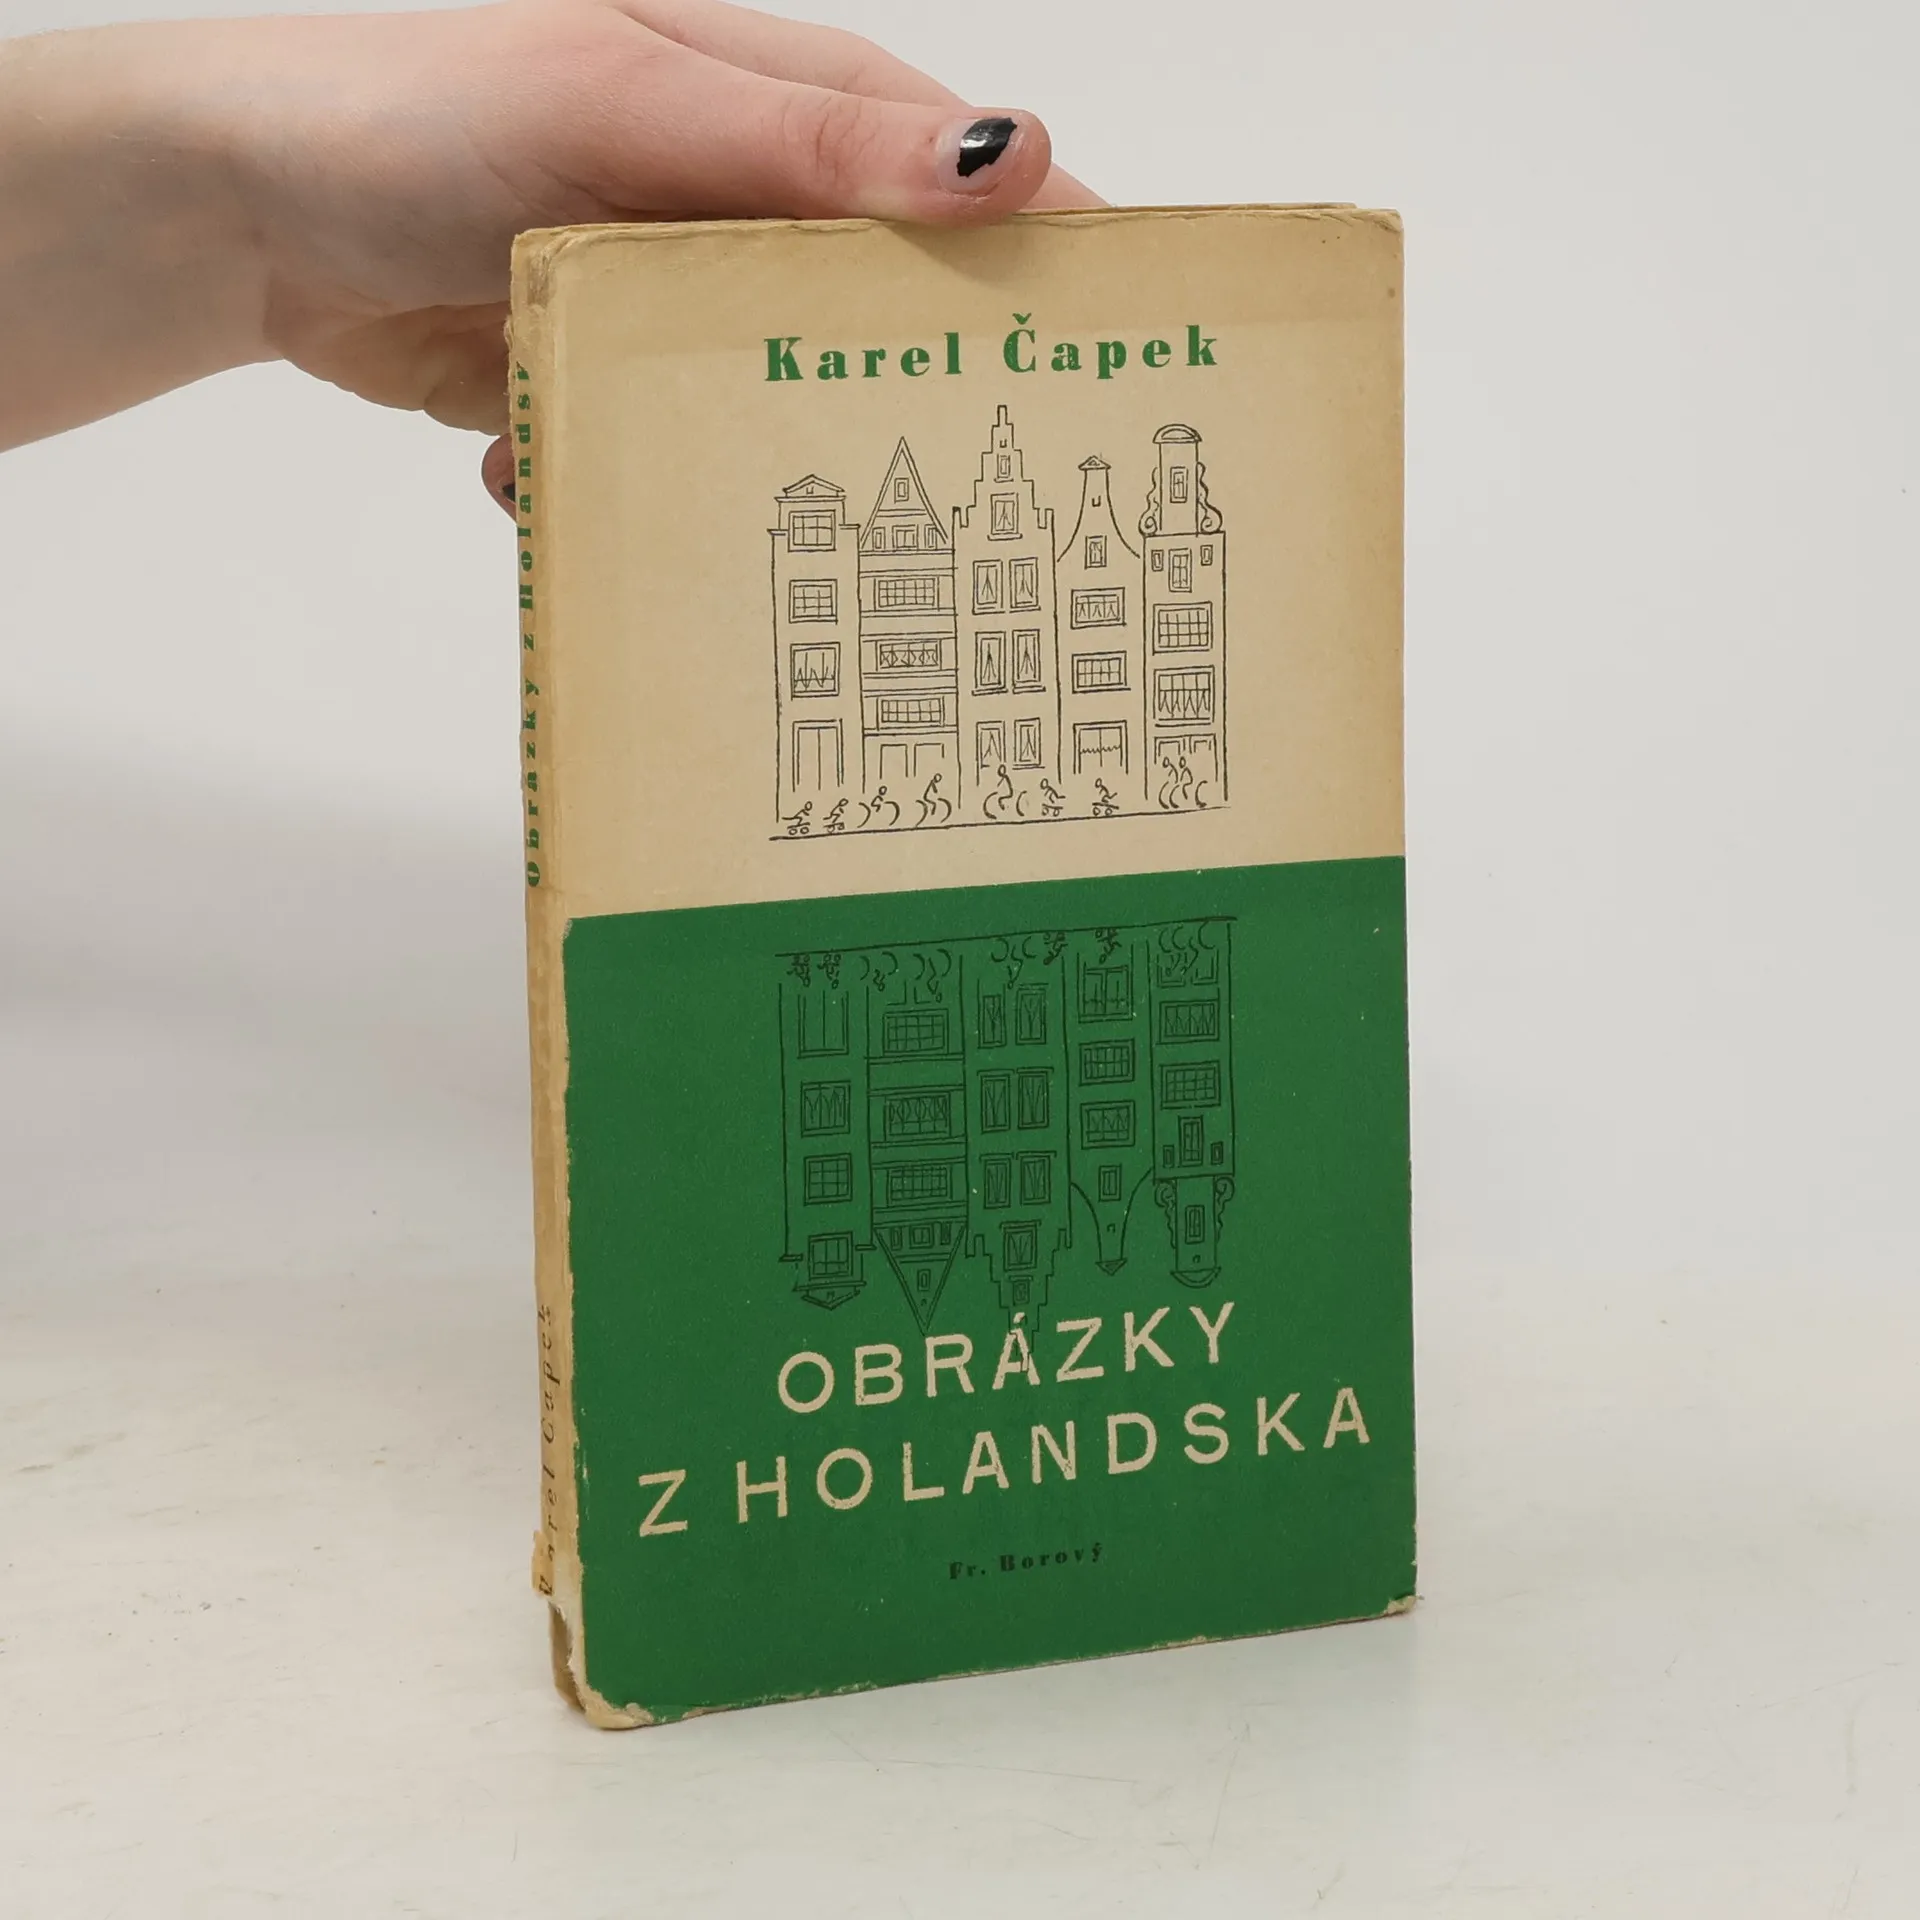 Karel Čapek
OBRÁZKY
Z HOLANDSKA
Fr. Borový
Obrázky z Holandska
Karel Čapek